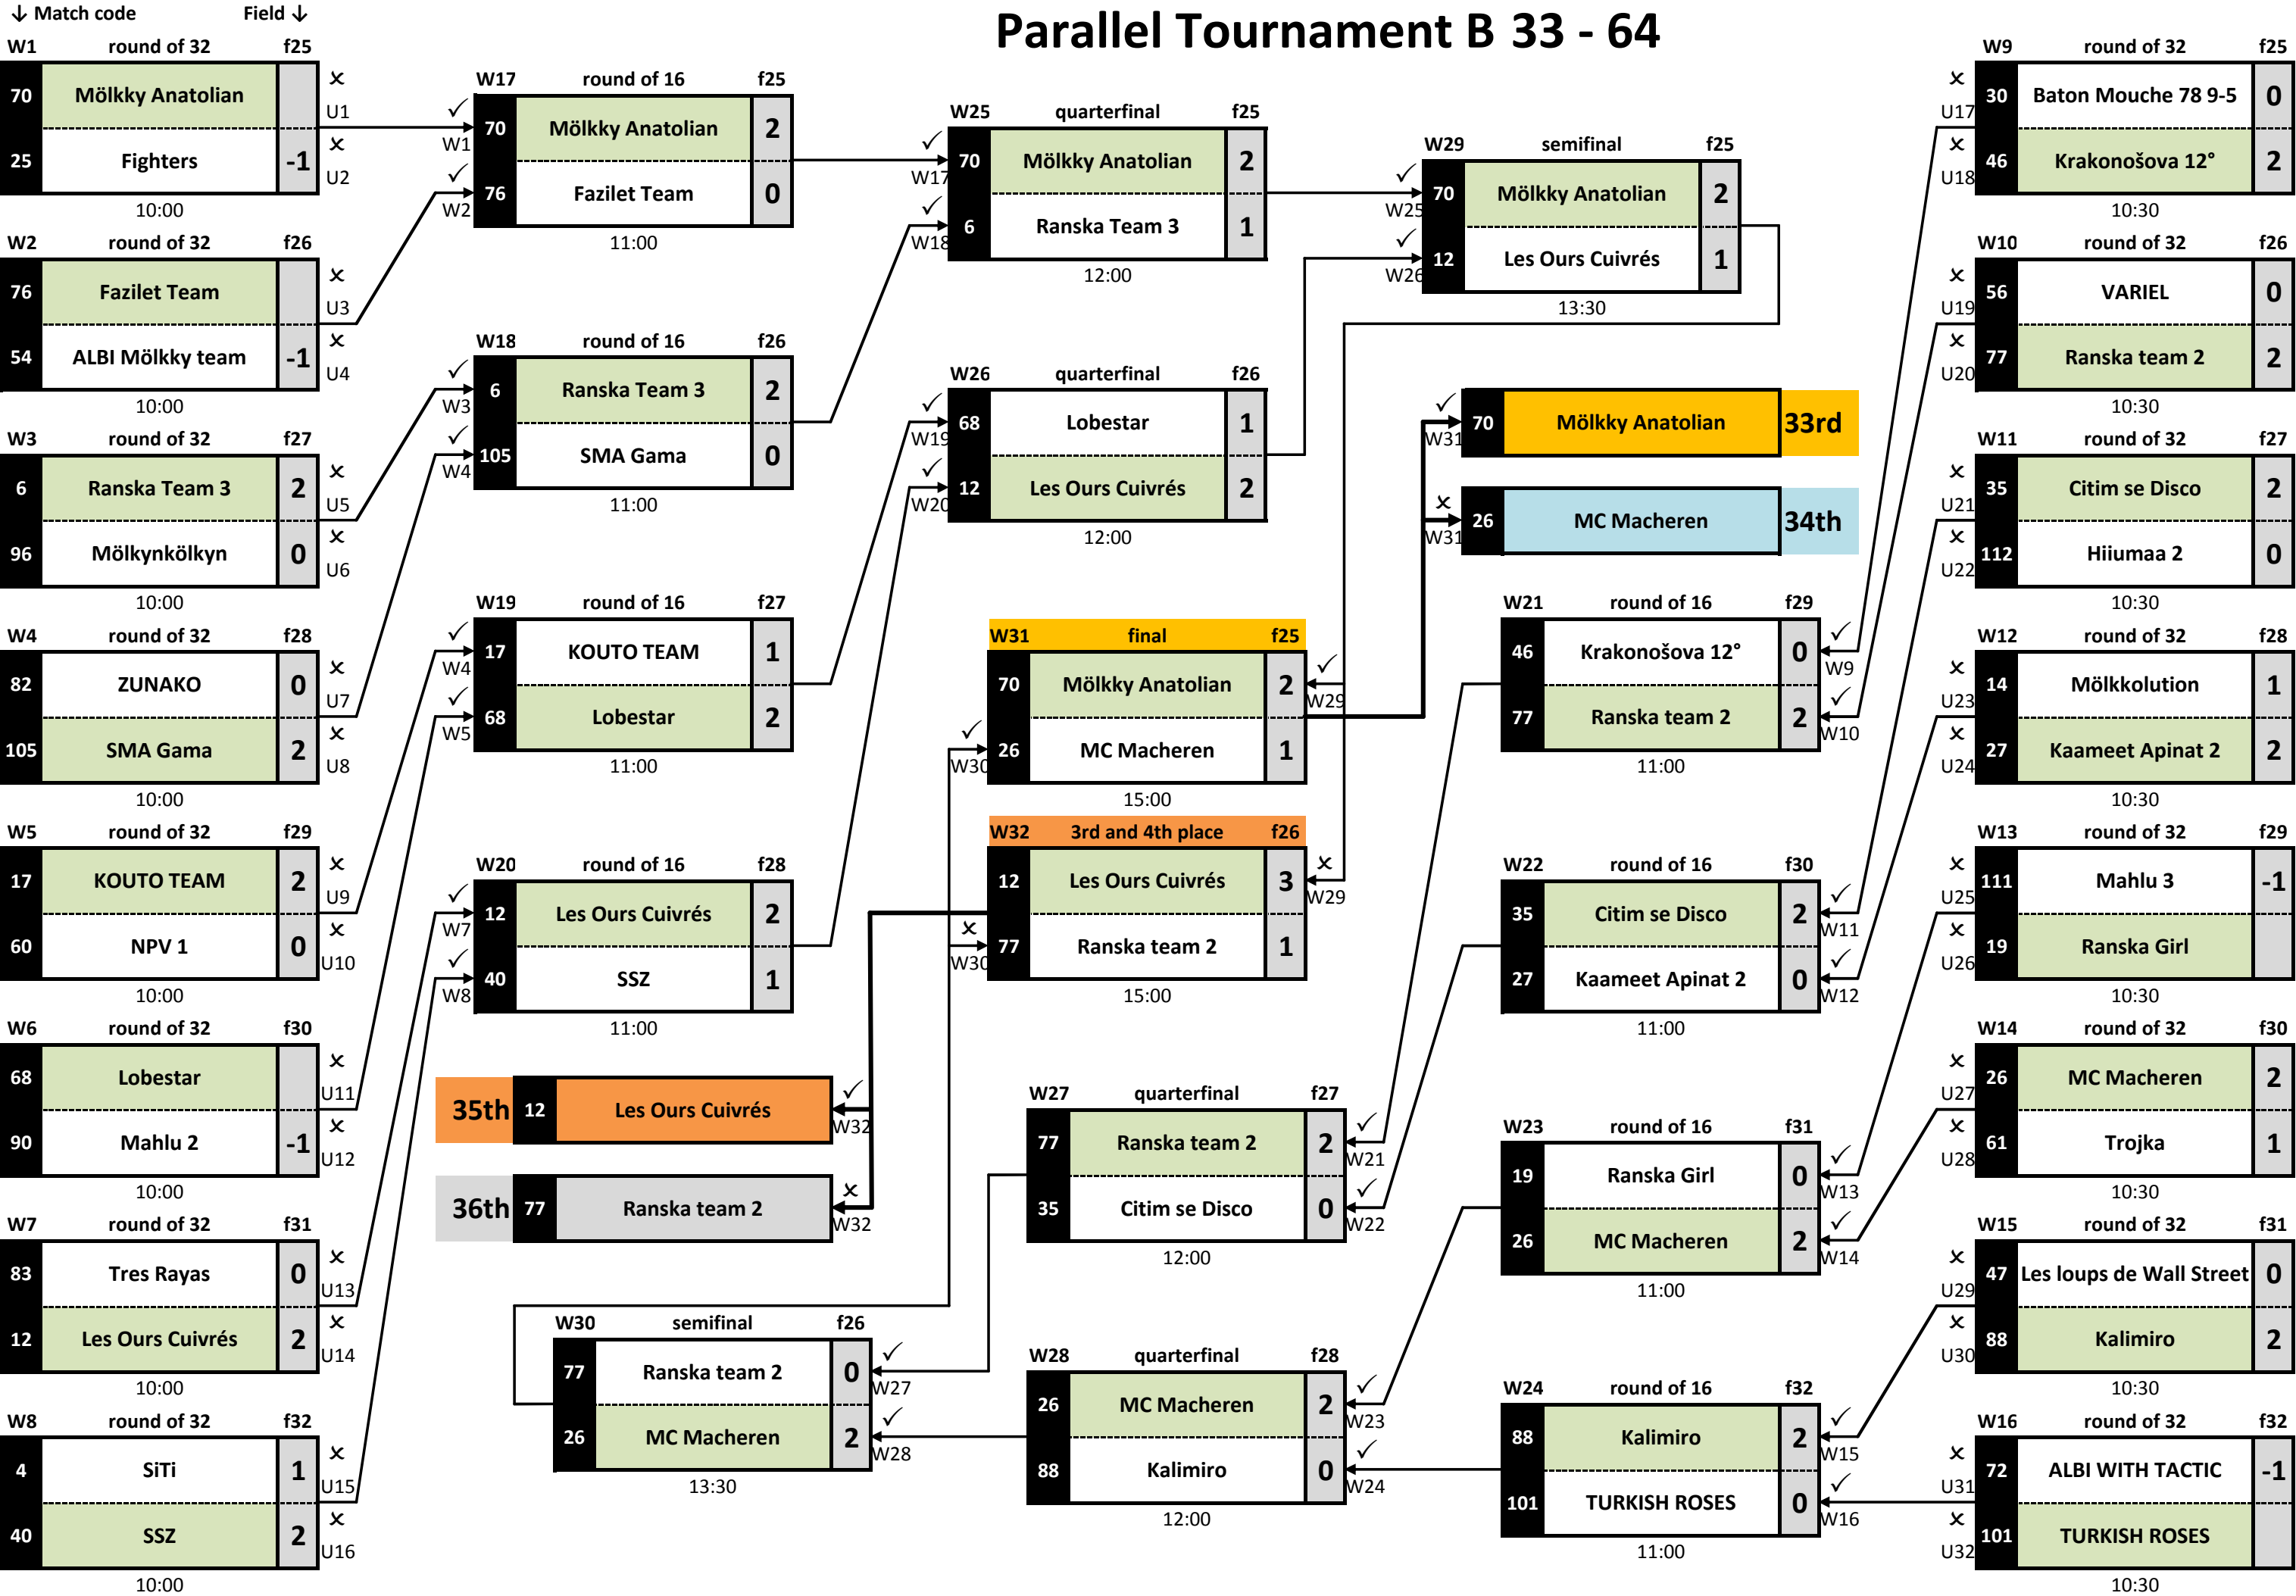 Parallel Tournament B 33 - 64
↓ Match code Field ↓
W1 round of 32 f25
70 Mölkky Anatolian
25 Fighters -1
10:00
✗
U1
✗
U2
W2 round of 32 f26
76 Fazilet Team
54 ALBI Mölkky team -1
10:00
✗
U3
✗
U4
W3 round of 32 f27
6 Ranska Team 3 2
96 Mölkynkölkyn 0
10:00
✗
U5
✗
U6
W4 round of 32 f28
82 ZUNAKO 0
105 SMA Gama 2
10:00
✗
U7
✗
U8
W5 round of 32 f29
17 KOUTO TEAM 2
60 NPV 1 0
10:00
✗
U9
✗
U10
W6 round of 32 f30
68 Lobestar
90 Mahlu 2 -1
10:00
✗
U11
✗
U12
W7 round of 32 f31
83 Tres Rayas 0
12 Les Ours Cuivrés 2
10:00
✗
U13
✗
U14
W8 round of 32 f32
4 SiTi 1
40 SSZ 2
10:00
✗
U15
✗
U16
W17 round of 16 f25
✓
W1
70 Mölkky Anatolian 2
✓
W2
76 Fazilet Team 0
11:00
W18 round of 16 f26
✓
W3
6 Ranska Team 3 2
✓
W4
105 SMA Gama 0
11:00
W19 round of 16 f27
✓
W4
17 KOUTO TEAM 1
✓
W5
68 Lobestar 2
11:00
W20 round of 16 f28
✓
W7
12 Les Ours Cuivrés 2
✓
W8
40 SSZ 1
11:00
35th 12 Les Ours Cuivrés
✓
W32
36th 77 Ranska team 2
✗
W32
W30 semifinal f26
77 Ranska team 2 0
✓
W27
26 MC Macheren 2
✓
W28
13:30
W25 quarterfinal f25
✓
W17
70 Mölkky Anatolian 2
✓
W18
6 Ranska Team 3 1
12:00
W26 quarterfinal f26
✓
W19
68 Lobestar 1
✓
W20
12 Les Ours Cuivrés 2
12:00
W31 final f25
70 Mölkky Anatolian 2
✓
W29
✓
W30
26 MC Macheren 1
15:00
W32 3rd and 4th place f26
12 Les Ours Cuivrés 3
✗
W29
✗
W30
77 Ranska team 2 1
15:00
W27 quarterfinal f27
77 Ranska team 2 2
✓
W21
35 Citim se Disco 0
✓
W22
12:00
W28 quarterfinal f28
26 MC Macheren 2
✓
W23
88 Kalimiro 0
✓
W24
12:00
W29 semifinal f25
✓
W25
70 Mölkky Anatolian 2
✓
W26
12 Les Ours Cuivrés 1
13:30
✓
W31
70 Mölkky Anatolian 33rd
✗
W31
26 MC Macheren 34th
W21 round of 16 f29
46 Krakonošova 12° 0
✓
W9
77 Ranska team 2 2
✓
W10
11:00
W22 round of 16 f30
35 Citim se Disco 2
✓
W11
27 Kaameet Apinat 2 0
✓
W12
11:00
W23 round of 16 f31
19 Ranska Girl 0
✓
W13
26 MC Macheren 2
✓
W14
11:00
W24 round of 16 f32
88 Kalimiro 2
✓
W15
101 TURKISH ROSES 0
✓
W16
11:00
W9 round of 32 f25
✗
U17
30 Baton Mouche 78 9-5 0
✗
U18
46 Krakonošova 12° 2
10:30
W10 round of 32 f26
✗
U19
56 VARIEL 0
✗
U20
77 Ranska team 2 2
10:30
W11 round of 32 f27
✗
U21
35 Citim se Disco 2
✗
U22
112 Hiiumaa 2 0
10:30
W12 round of 32 f28
✗
U23
14 Mölkkolution 1
✗
U24
27 Kaameet Apinat 2 2
10:30
W13 round of 32 f29
✗
U25
111 Mahlu 3 -1
✗
U26
19 Ranska Girl
10:30
W14 round of 32 f30
✗
U27
26 MC Macheren 2
✗
U28
61 Trojka 1
10:30
W15 round of 32 f31
✗
U29
47 Les loups de Wall Street 0
✗
U30
88 Kalimiro 2
10:30
W16 round of 32 f32
✗
U31
72 ALBI WITH TACTIC -1
✗
U32
101 TURKISH ROSES
10:30